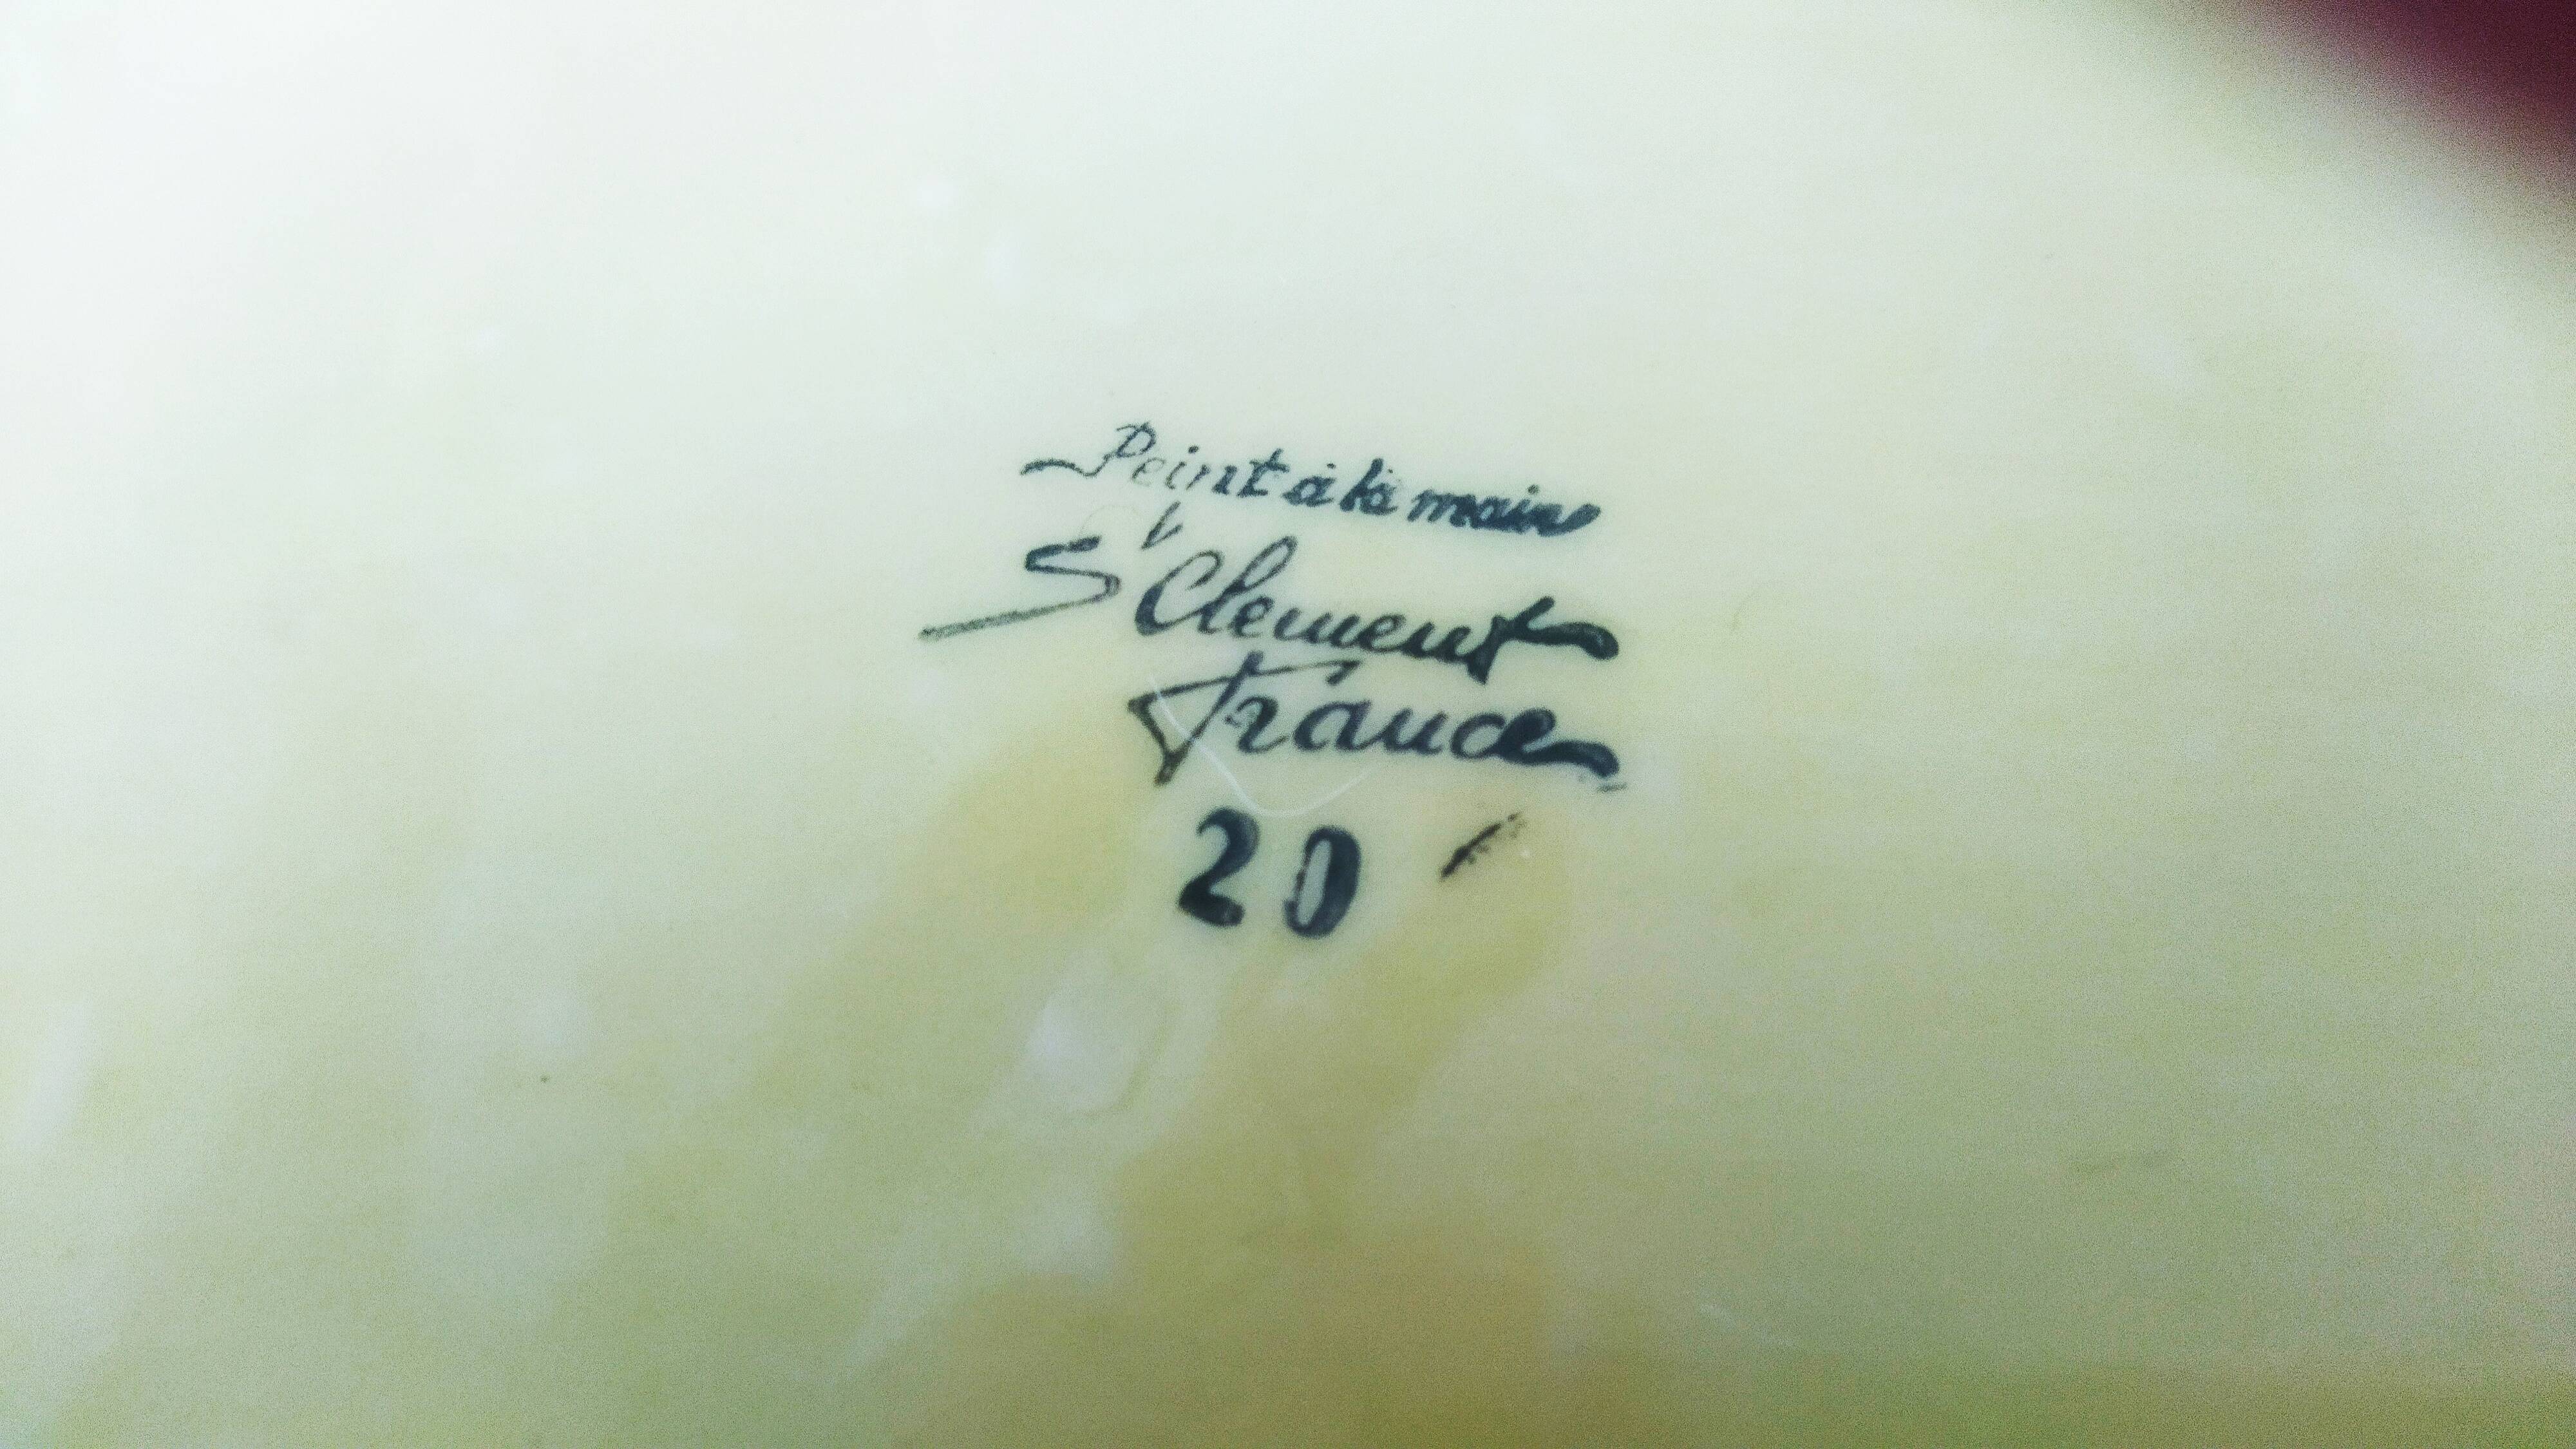 Peint à la main
St Clement
France
20